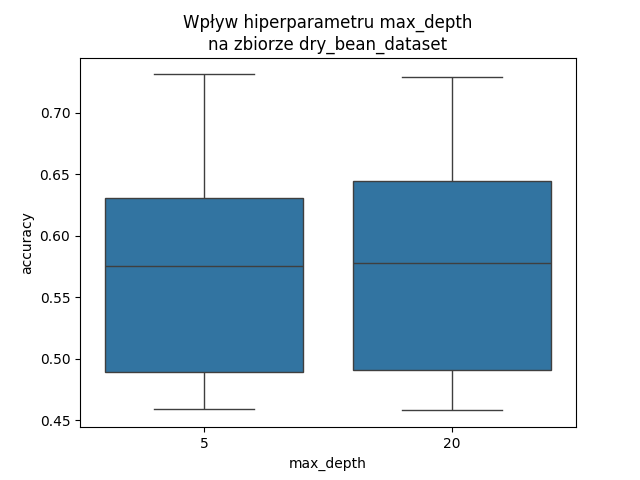 Wpływ hiperparametru max_depth
na zbiorze dry_bean_dataset
accuracy
0.70
0.65
0.60
0.55
0.50
0.45
5
20
max_depth